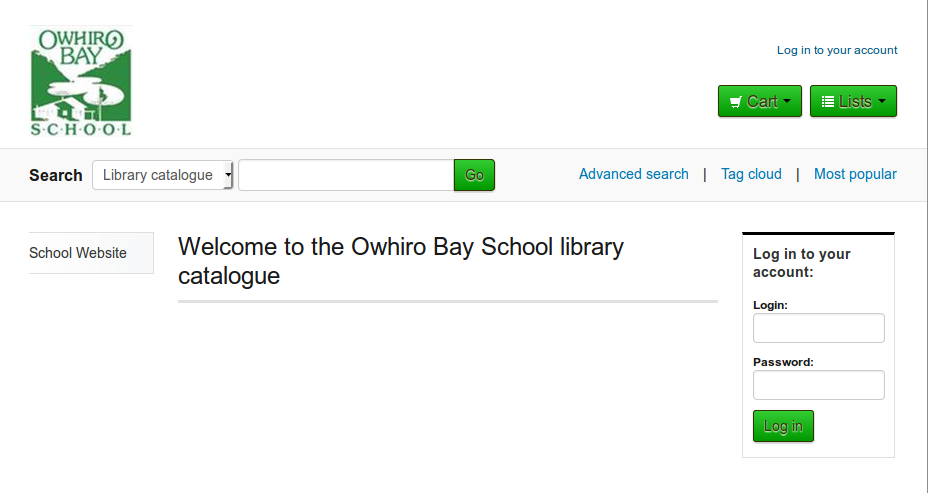 OWHIRO
BAY
S·C·H·O·O·L
Log in to your account
Cart
Lists
Search
Library catalogue
Go
Advanced search | Tag cloud | Most popular
School Website
Welcome to the Owhiro Bay School library
catalogue
Log in to your
account:
Login:
Password:
Log in